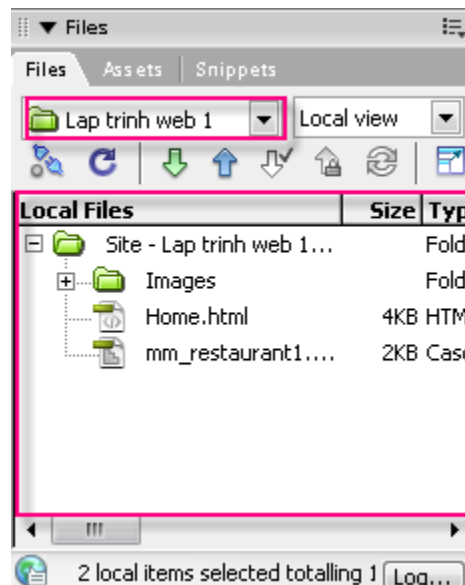 Files
Files Assets Snippets
Lap trinh web 1 Local view
Local Files Size Typ
Site - Lap trinh web 1... Fold
Images Fold
Home.html 4KB HTM
mm_restaurant1.... 2KB Casc
2 local items selected totalling 1 Log...